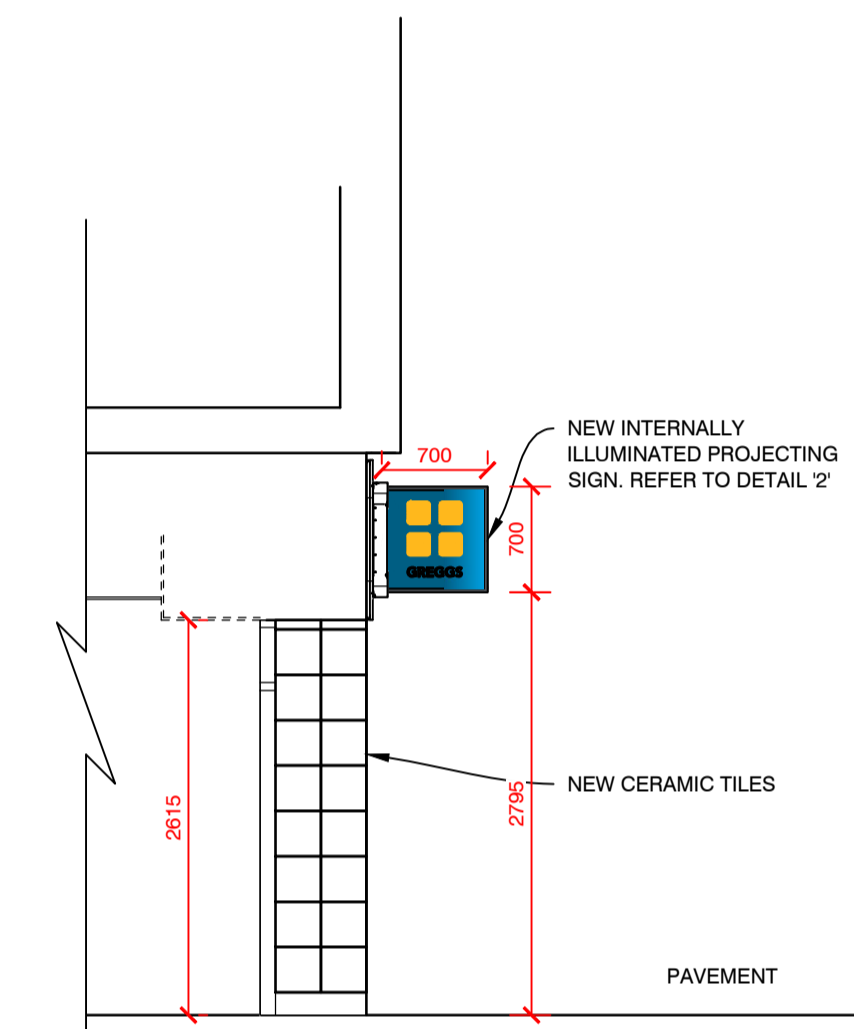 NEW INTERNALLY
ILLUMINATED PROJECTING
SIGN. REFER TO DETAIL '2'
700
700
GREGGS
NEW CERAMIC TILES
2795
2615
PAVEMENT